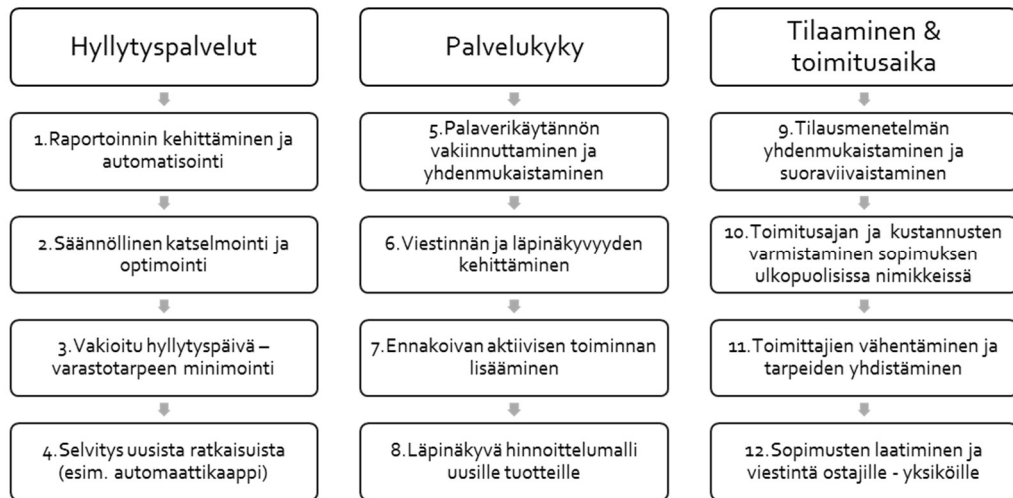 Hyllytyspalvelut
1.Raportoinnin kehittäminen ja
automatisointi
2. Säännöllinen katselmointi ja
optimointi
3. Vakioitu hyllytyspäivä –
varastotarpeen minimointi
4.Selvitys uusista ratkaisuista
(esim. automaattikaappi)
Palvelukyky
5.Palaverikäytännön
vakiinnuttaminen ja
yhdenmukaistaminen
6.Viestinnän ja läpinäkyvyyden
kehittäminen
7.Ennakoivan aktiivisen toiminnan
lisääminen
8.Läpinäkyvä hinnoittelumalli
uusille tuotteille
Tilaaminen &
toimitusaika
9.Tilausmenetelmän
yhdenmukaistaminen ja
suoraviivaistaminen
10.Toimitusajan ja kustannusten
varmistaminen sopimuksen
ulkopuolisissa nimikkeissä
11.Toimittajien vähentäminen ja
tarpeiden yhdistäminen
12.Sopimusten laatiminen ja
viestintä ostajille - yksiköille